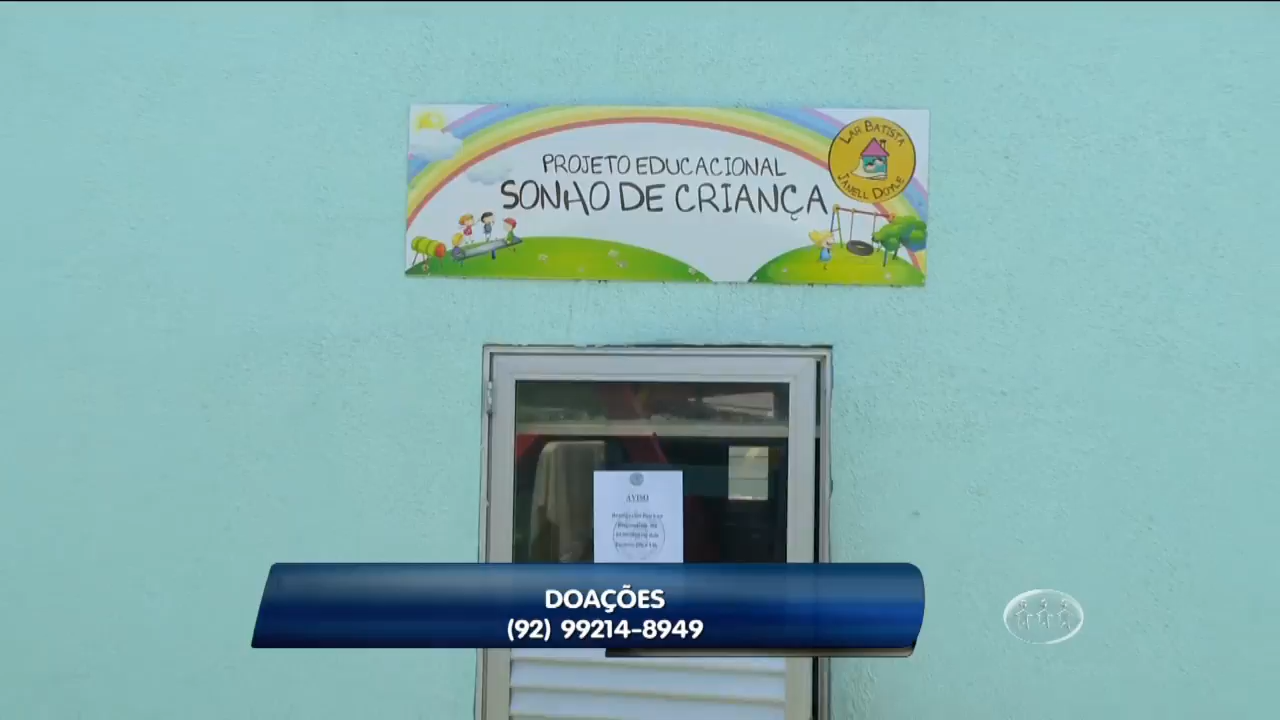 PROJETO EDUCACIONAL
SONHO DE CRIANÇA
LAR BATISTA
JANELL DOYLE
AVISO
DOAÇÕES
(92) 99214-8949